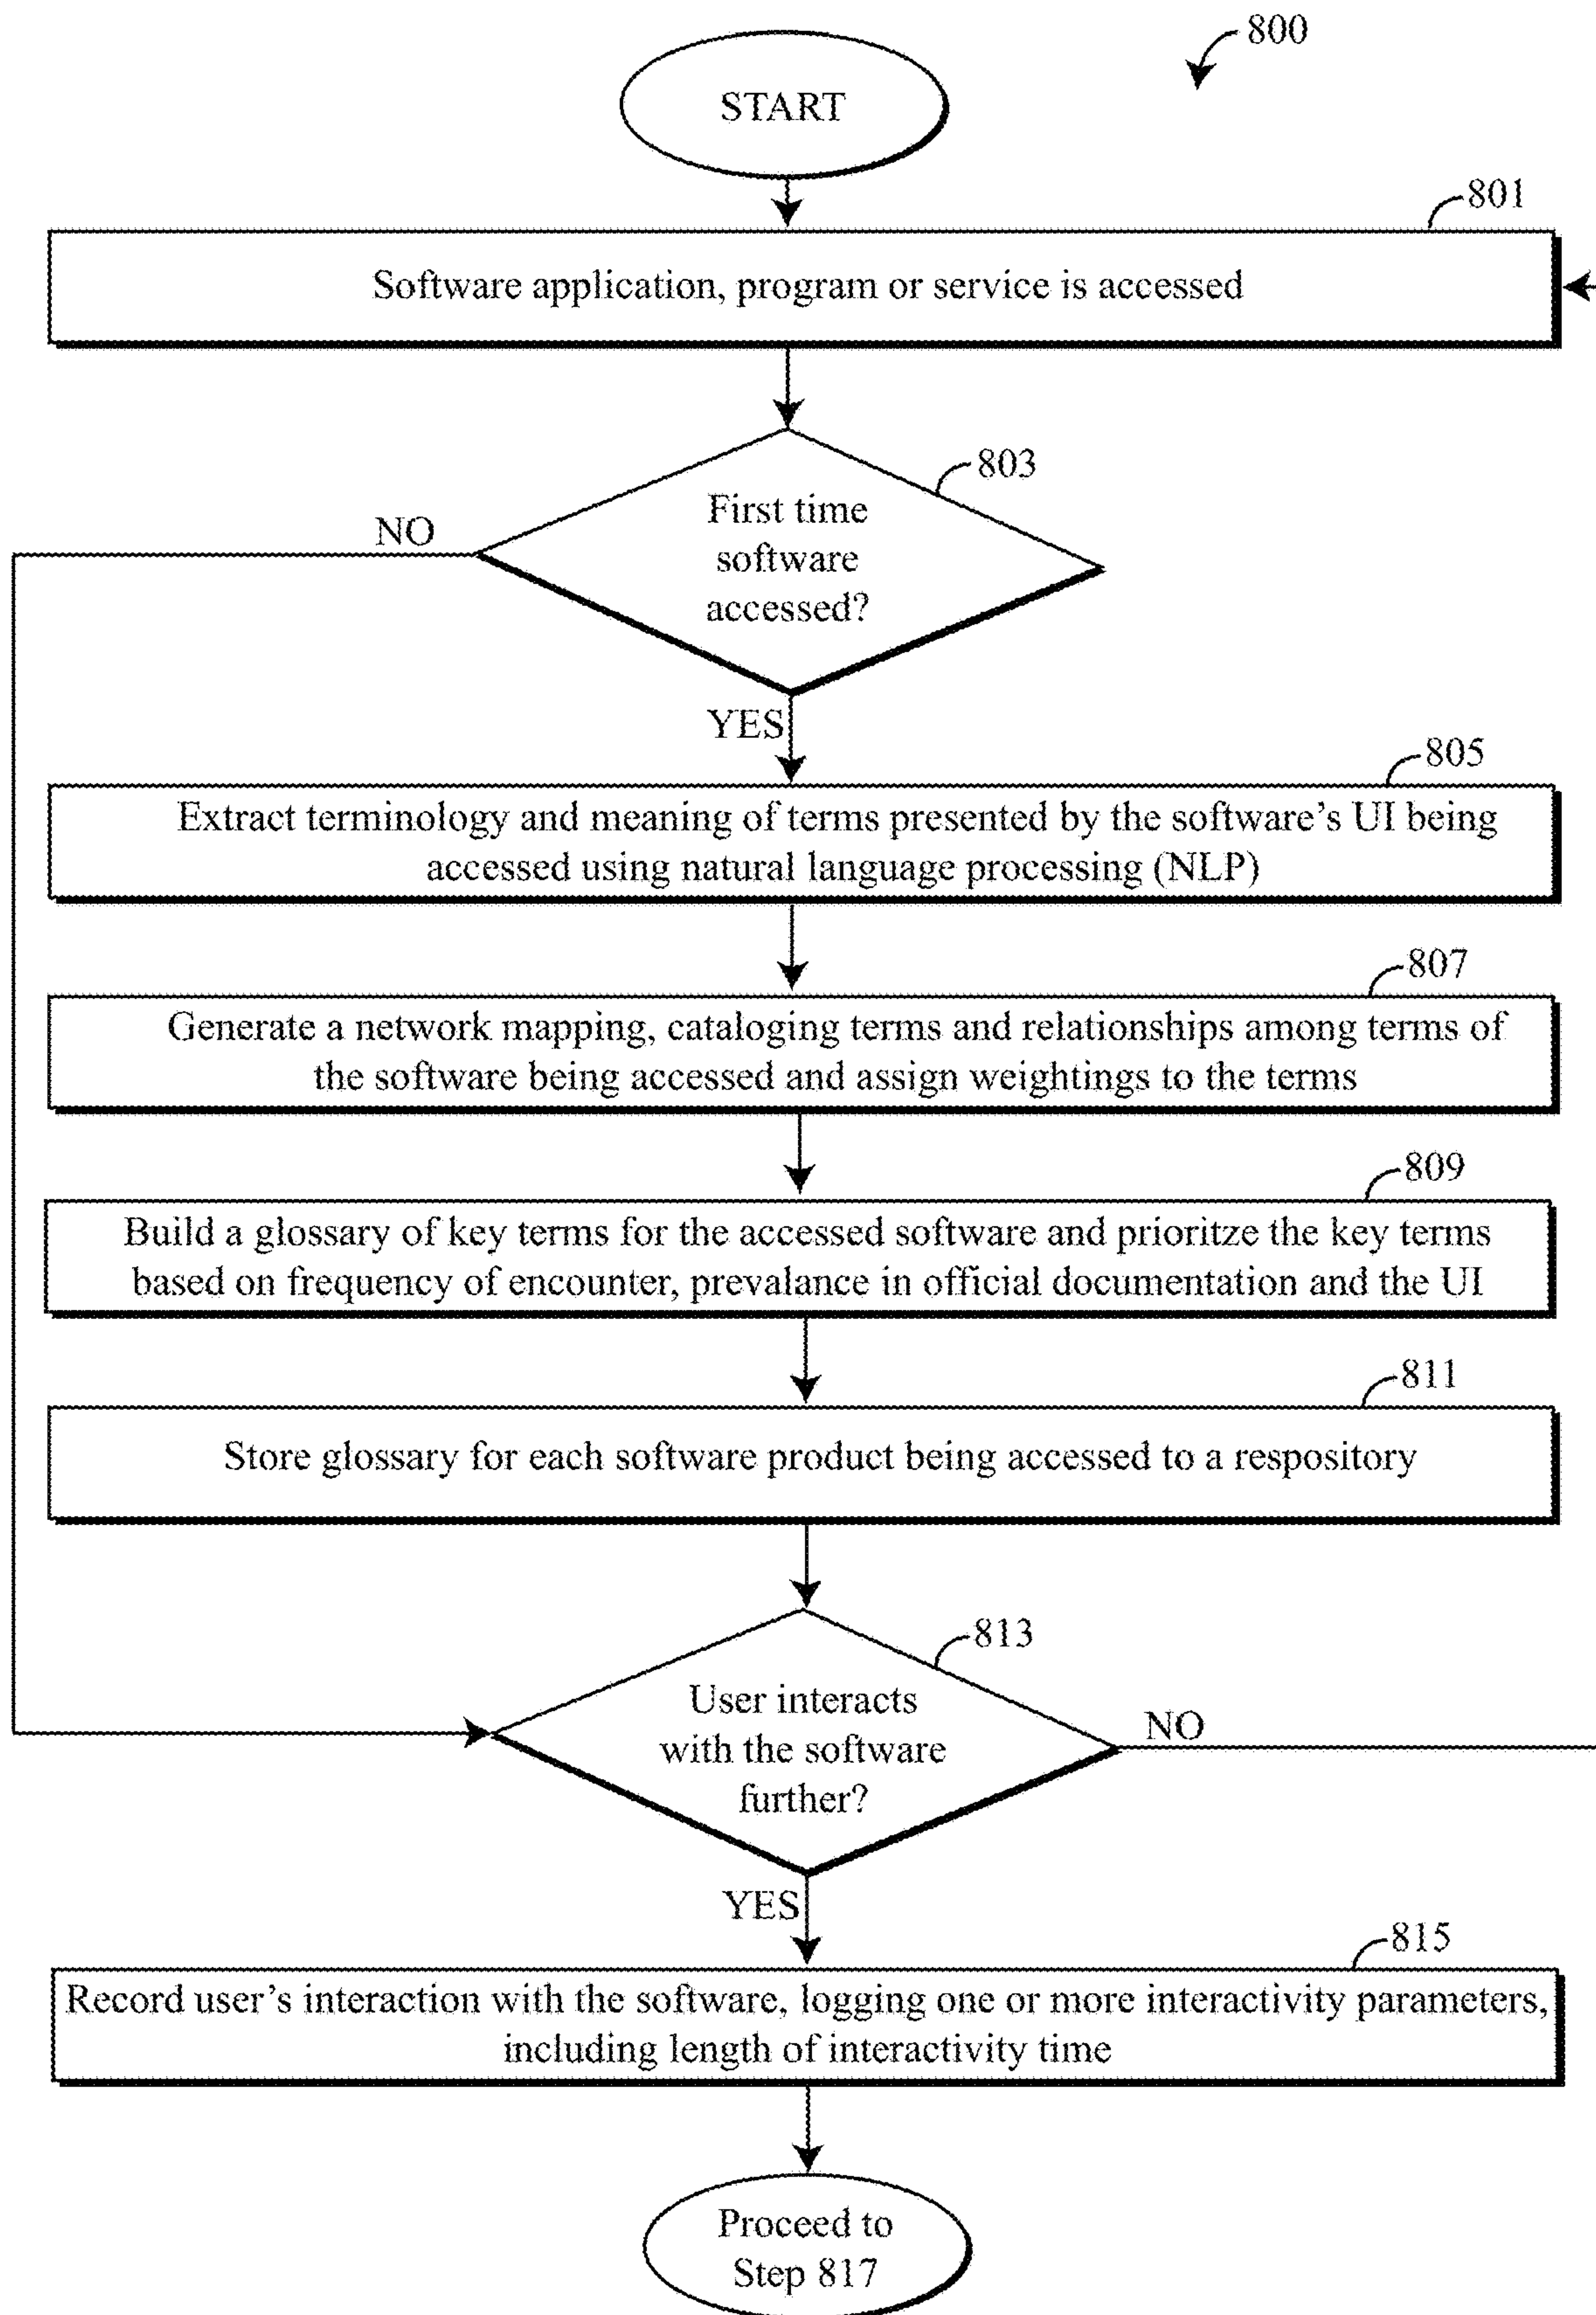 800
START
801
Software application, program or service is accessed
803
First time
software
accessed?
NO
YES
805
Extract terminology and meaning of terms presented by the software’s UI being
accessed using natural language processing (NLP)
807
Generate a network mapping, cataloging terms and relationships among terms of
the software being accessed and assign weightings to the terms
809
Build a glossary of key terms for the accessed software and prioritze the key terms
based on frequency of encounter, prevalance in official documentation and the UI
811
Store glossary for each software product being accessed to a respository
813
User interacts
with the software
further?
NO
YES
815
Record user’s interaction with the software, logging one or more interactivity parameters,
including length of interactivity time
Proceed to
Step 817